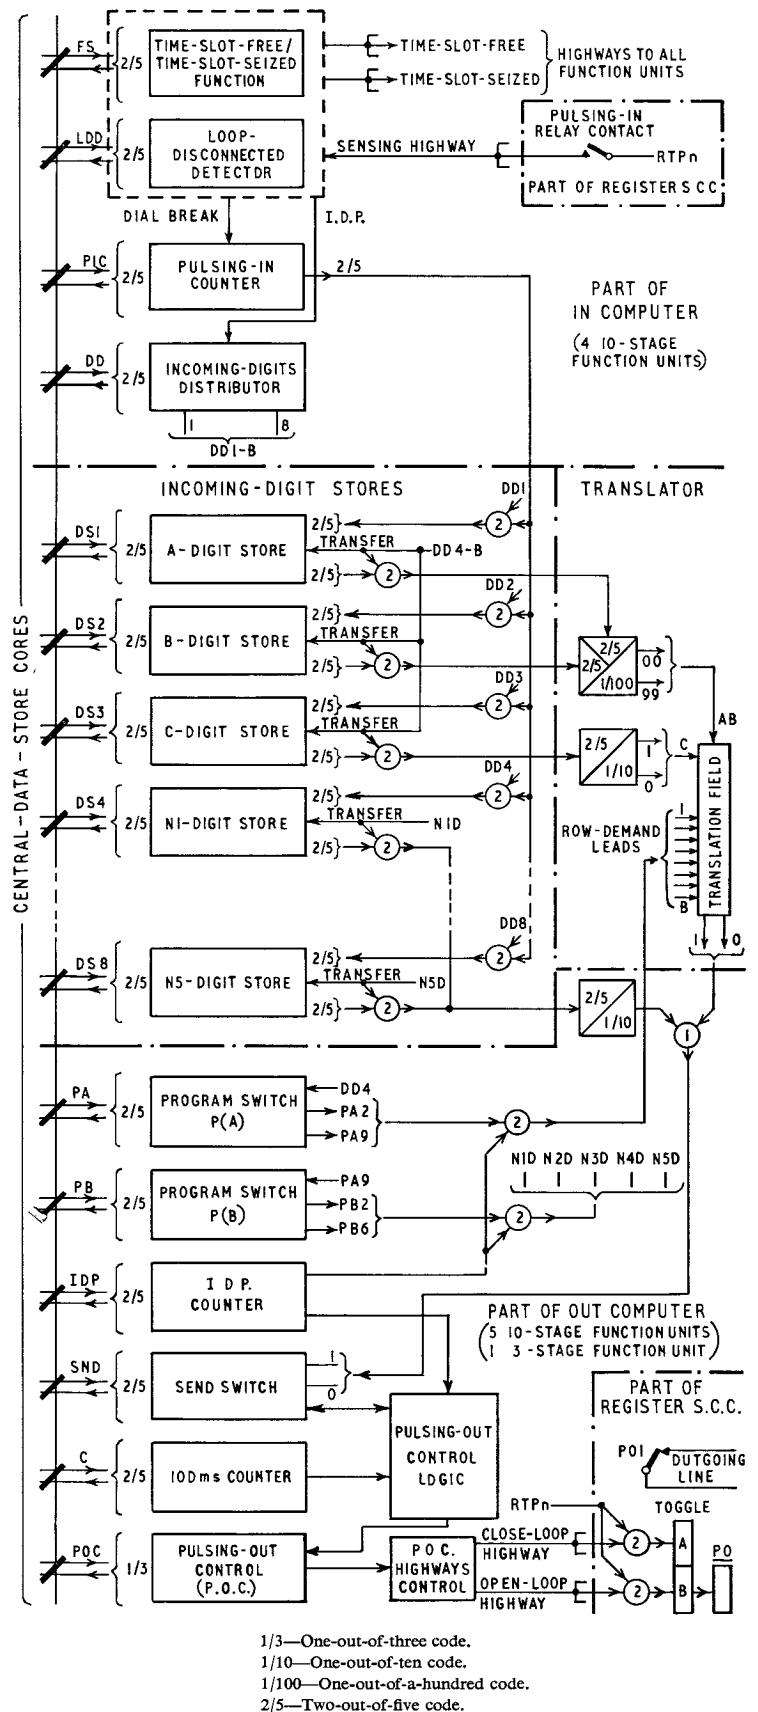 FS
2/5
TIME-SLOT-FREE/
TIME-SLOT-SEIZED
FUNCTION
TIME-SLOT-FREE
TIME-SLOT-SEIZED
HIGHWAYS TO ALL
FUNCTION UNITS
LDD
2/5
LOOP-
DISCONNECTED
DETECTOR
SENSING HIGHWAY
PULSING-IN
RELAY CONTACT
RTPn
PART OF REGISTER S C C
DIAL BREAK
I.D.P.
PIC
2/5
PULSING-IN
COUNTER
2/5
PART OF
IN COMPUTER
(4 10-STAGE
FUNCTION UNITS)
DD
2/5
INCOMING-DIGITS
DISTRIBUTOR
1
8
DD1-B
CENTRAL-DATA-STORE CORES
INCOMING-DIGIT STORES
TRANSLATOR
DS1
2/5
A-DIGIT STORE
2/5
TRANSFER
2/5
2
DD1
2
DD4-B
DS2
2/5
B-DIGIT STORE
2/5
TRANSFER
2/5
2
DD2
2
2/5
2/5
1/100
00
99
AB
DS3
2/5
C-DIGIT STORE
2/5
TRANSFER
2/5
2
DD3
2
2/5
1/10
1
0
C
TRANSLATION FIELD
DS4
2/5
N1-DIGIT STORE
2/5
TRANSFER
2/5
2
DD4
2
N1D
ROW-DEMAND
LEADS
1
B
1
0
DS8
2/5
N5-DIGIT STORE
2/5
TRANSFER
2/5
2
DD8
2
N5D
2/5
1/10
1
PA
2/5
PROGRAM SWITCH
P(A)
DD4
PA2
PA9
2
PB
2/5
PROGRAM SWITCH
P(B)
PA9
PB2
PB6
2
N1D N2D N3D N4D N5D
IDP
2/5
I D P.
COUNTER
PART OF OUT COMPUTER
(5 10-STAGE FUNCTION UNITS)
(1 3-STAGE FUNCTION UNIT)
SND
2/5
SEND SWITCH
1
0
PULSING-OUT
CONTROL
LOGIC
PART OF
REGISTER S.C.C.
PO1
OUTGOING
LINE
C
2/5
100ms COUNTER
RTPn
TOGGLE
POC
1/3
PULSING-OUT
CONTROL
(P.O.C.)
P O C.
HIGHWAYS
CONTROL
CLOSE-LOOP
HIGHWAY
OPEN-LOOP
HIGHWAY
2
2
A
B
PO
1/3—One-out-of-three code.
1/10—One-out-of-ten code.
1/100—One-out-of-a-hundred code.
2/5—Two-out-of-five code.